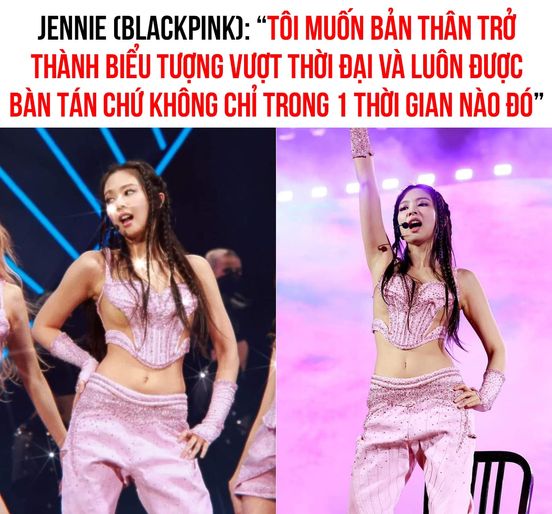 JENNIE (BLACKPINK): “TÔI MUỐN BẢN THÂN TRỞ
THÀNH BIỂU TƯỢNG VƯỢT THỜI ĐẠI VÀ LUÔN ĐƯỢC
BÀN TÁN CHỨ KHÔNG CHỈ TRONG 1 THỜI GIAN NÀO ĐÓ”